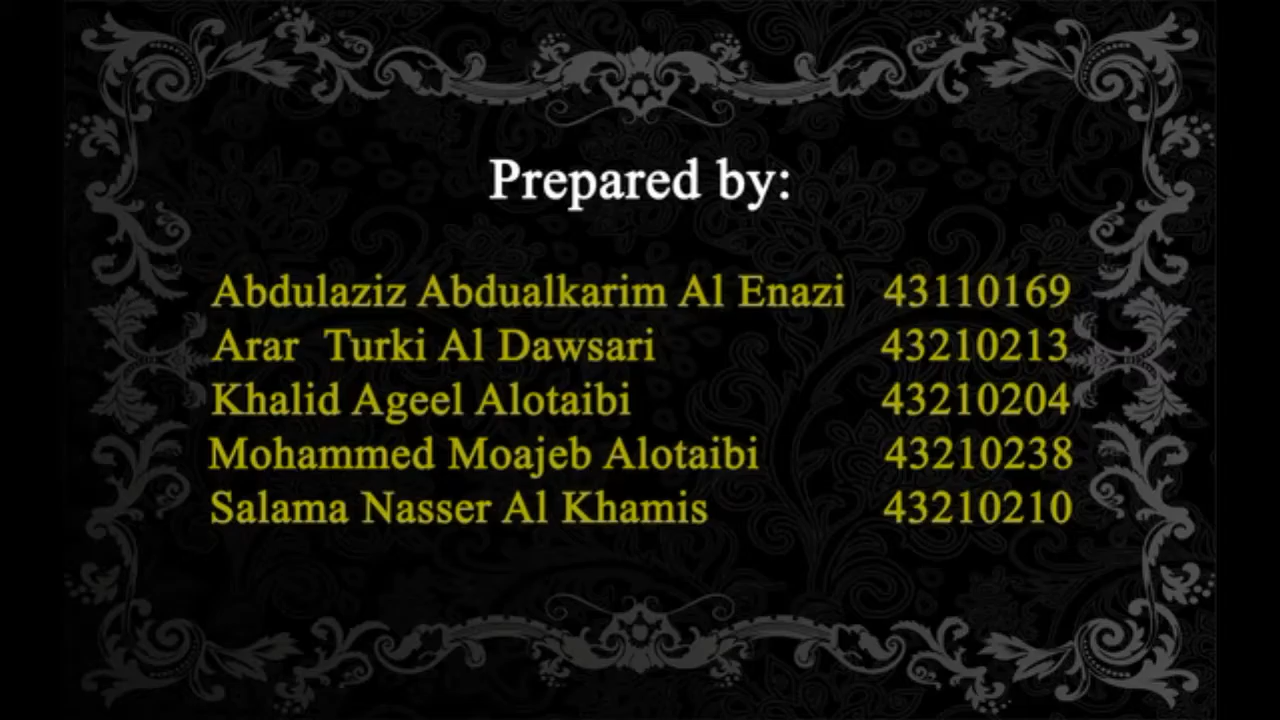 Prepared by:
Abdulaziz Abdualkarim Al Enazi 43110169
Arar Turki Al Dawsari 43210213
Khalid Ageel Alotaibi 43210204
Mohammed Moajeb Alotaibi 43210238
Salama Nasser Al Khamis 43210210